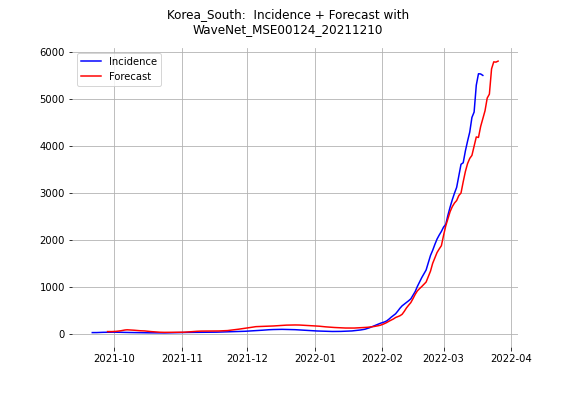 Korea_South:  Incidence + Forecast with
WaveNet_MSE00124_20211210
Incidence
Forecast
6000
5000
4000
3000
2000
1000
0
2021-10 2021-11 2021-12 2022-01 2022-02 2022-03 2022-04